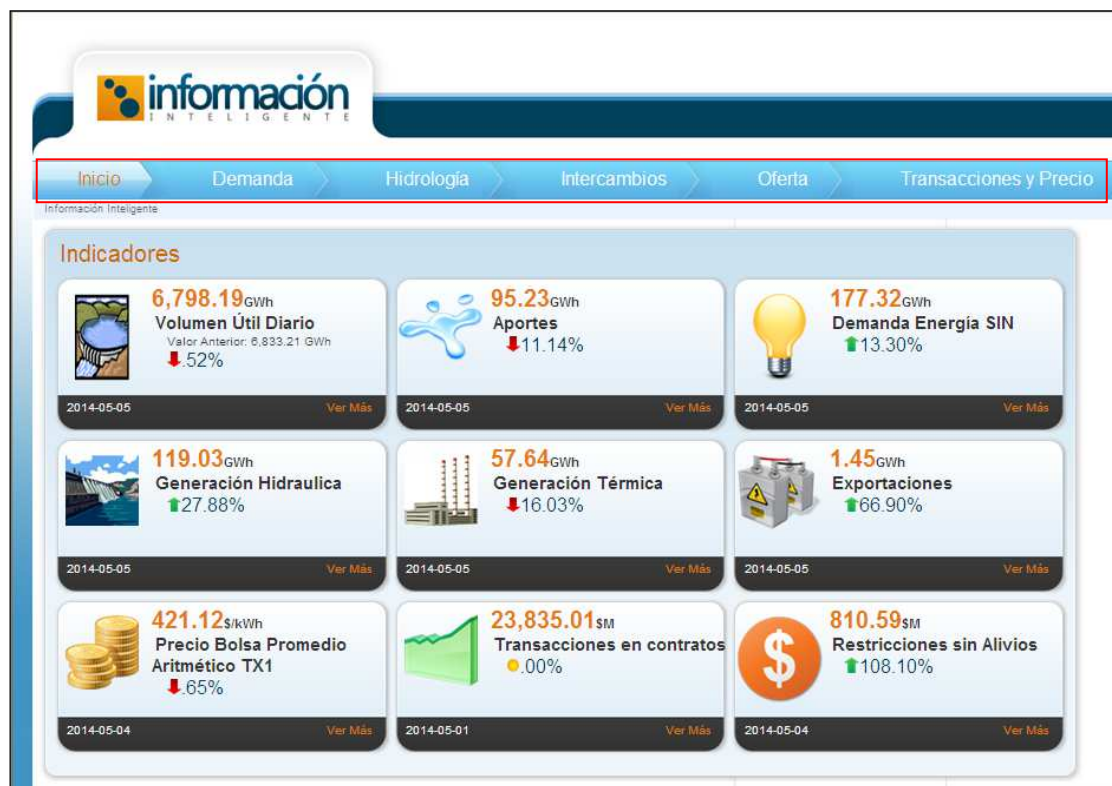 información
INTELIGENTE
Inicio Demanda Hidrología Intercambios Oferta Transacciones y Precio
Información Inteligente
Indicadores
6,798.19GWh
Volumen Útil Diario
Valor Anterior: 6,833.21 GWh
.52%
2014-05-05 Ver Más
95.23GWh
Aportes
11.14%
2014-05-05 Ver Más
177.32GWh
Demanda Energía SIN
13.30%
2014-05-05 Ver Más
119.03GWh
Generación Hidraulica
27.88%
2014-05-05 Ver Más
57.64GWh
Generación Térmica
16.03%
2014-05-05 Ver Más
1.45GWh
Exportaciones
66.90%
2014-05-05 Ver Más
421.12$/kWh
Precio Bolsa Promedio
Aritmético TX1
.65%
2014-05-04 Ver Más
23,835.01$M
Transacciones en contratos
.00%
2014-05-01 Ver Más
810.59$M
Restricciones sin Alivios
108.10%
2014-05-04 Ver Más